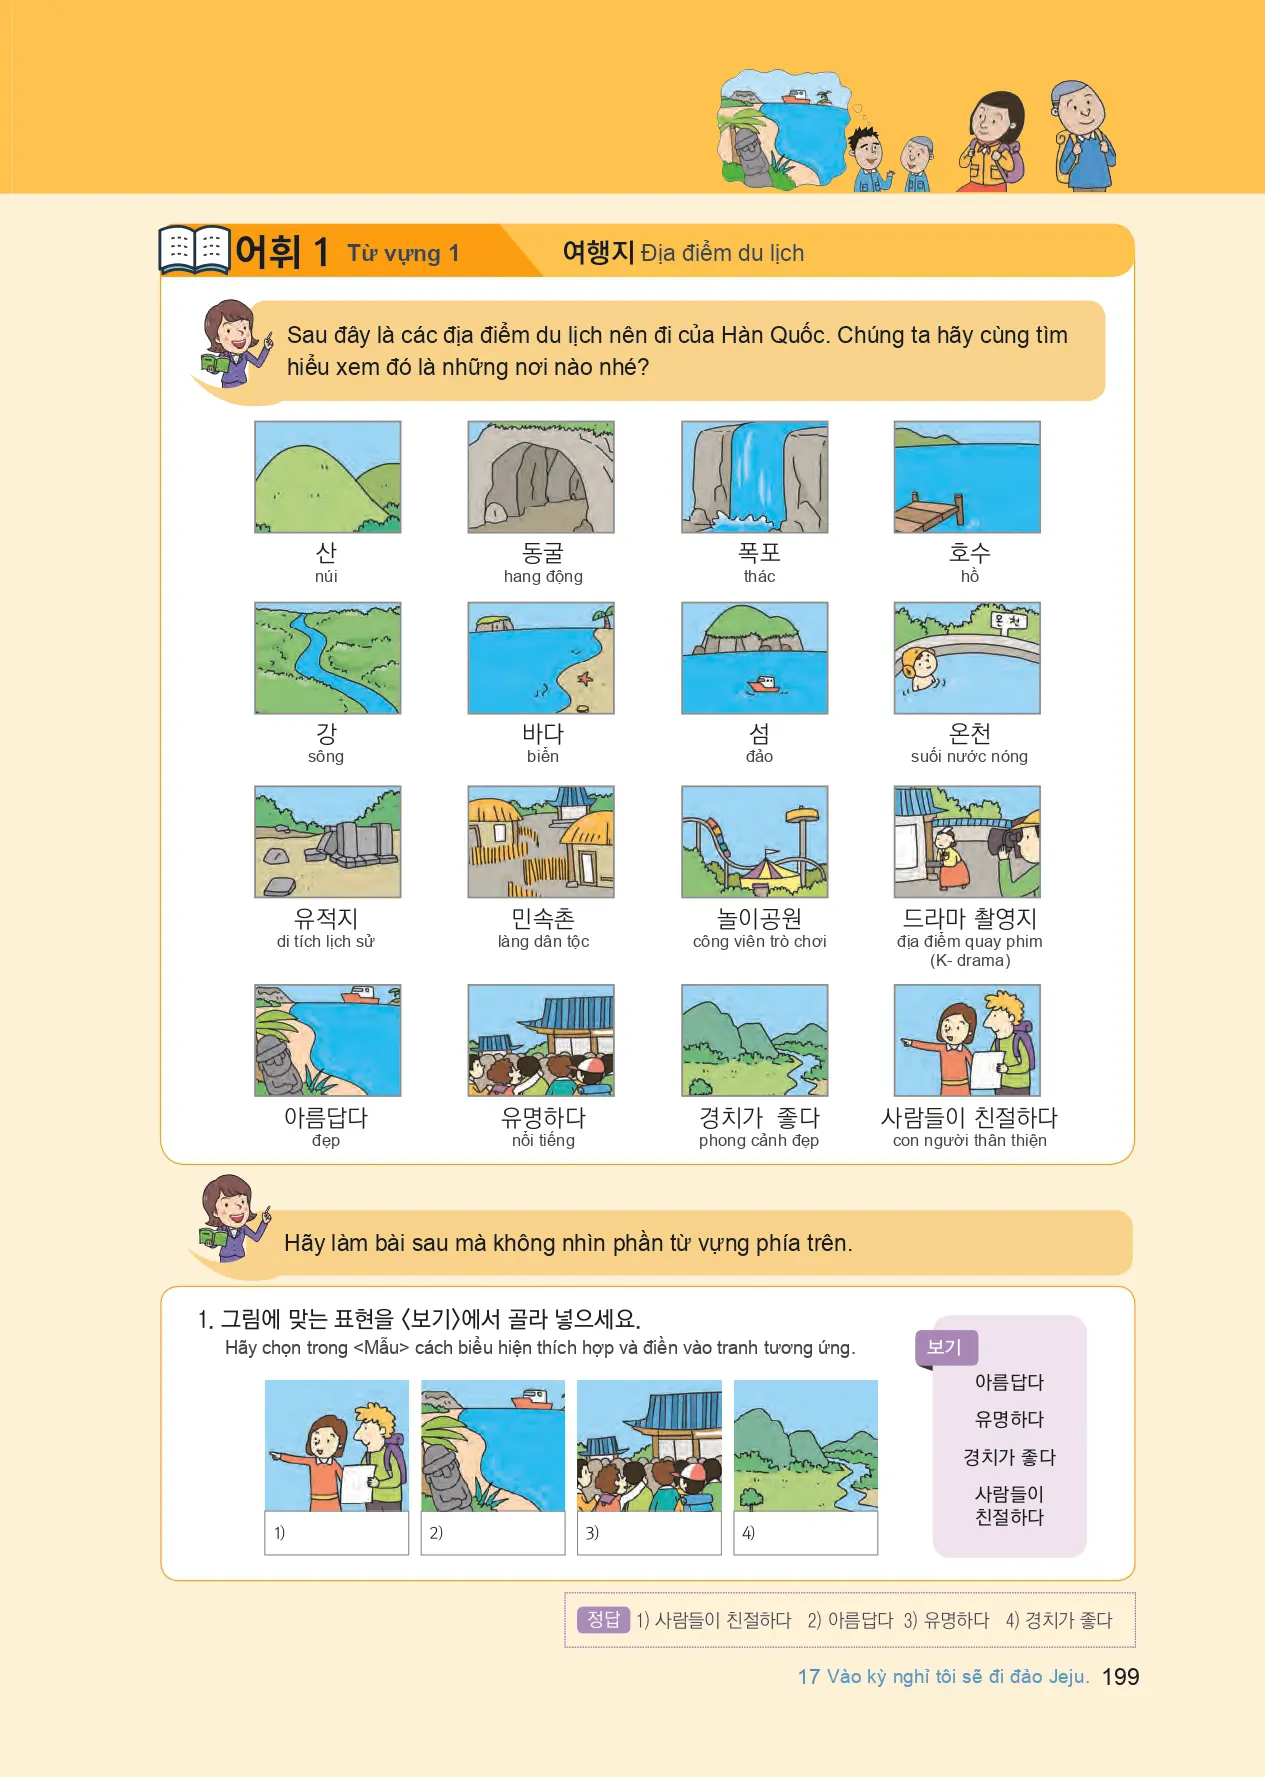 어휘 1 Từ vựng 1 여행지 Địa điểm du lịch
Sau đây là các địa điểm du lịch nên đi của Hàn Quốc. Chúng ta hãy cùng tìm
hiểu xem đó là những nơi nào nhé?
산 동굴 폭포 호수
núi hang động thác hồ
온 천
강 바다 섬 온천
sông biển đảo suối nước nóng
유적지 민속촌 놀이공원 드라마 촬영지
di tích lịch sử làng dân tộc công viên trò chơi địa điểm quay phim
(K- drama)
아름답다 유명하다 경치가 좋다 사람들이 친절하다
đẹp nổi tiếng phong cảnh đẹp con người thân thiện
Hãy làm bài sau mà không nhìn phần từ vựng phía trên.
1. 그림에 맞는 표현을 〈보기〉에서 골라 넣으세요.
Hãy chọn trong <Mẫu> cách biểu hiện thích hợp và điền vào tranh tương ứng.
1) 2) 3) 4)
보기
아름답다
유명하다
경치가 좋다
사람들이
친절하다
정답 1) 사람들이 친절하다 2) 아름답다 3) 유명하다 4) 경치가 좋다
17 Vào kỳ nghỉ tôi sẽ đi đảo Jeju. 199